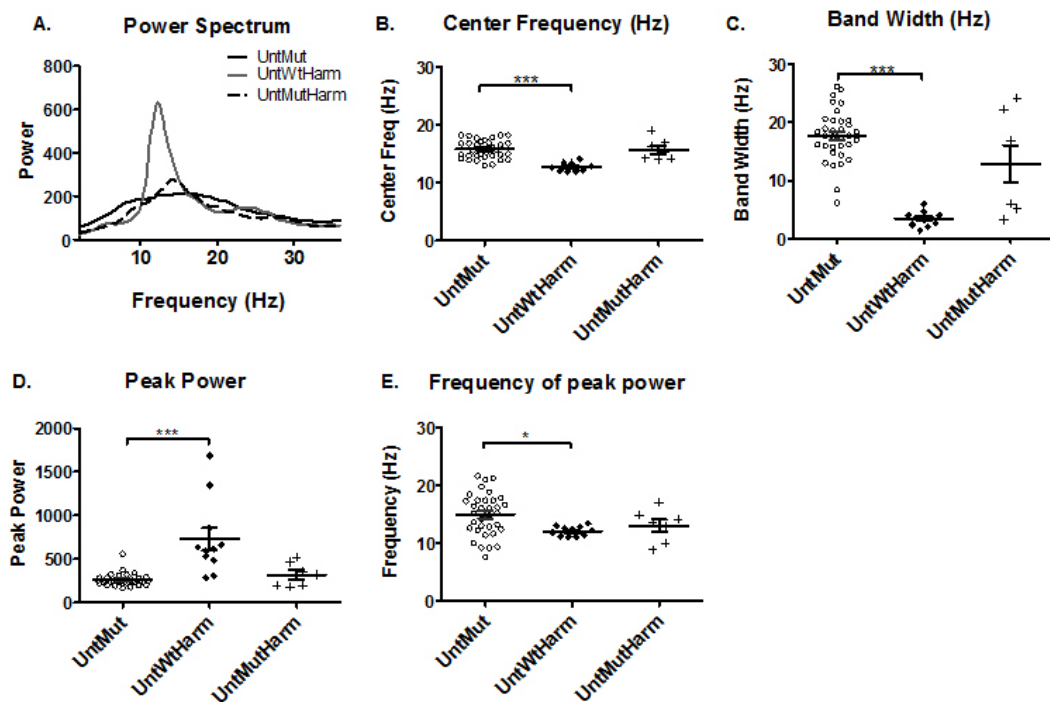 A.
Power Spectrum
UntMut
UntWtHarm
UntMutHarm
800
600
400
200
0
Power
10
20
30
Frequency (Hz)
B.
Center Frequency (Hz)
***
30
20
10
0
Center Freq (Hz)
UntMut
UntWtHarm
UntMutHarm
C.
Band Width (Hz)
***
30
20
10
0
Band Width (Hz)
UntMut
UntWtHarm
UntMutHarm
D.
Peak Power
***
2000
1500
1000
500
0
Peak Power
UntMut
UntWtHarm
UntMutHarm
E.
Frequency of peak power
*
30
20
10
0
Frequency (Hz)
UntMut
UntWtHarm
UntMutHarm